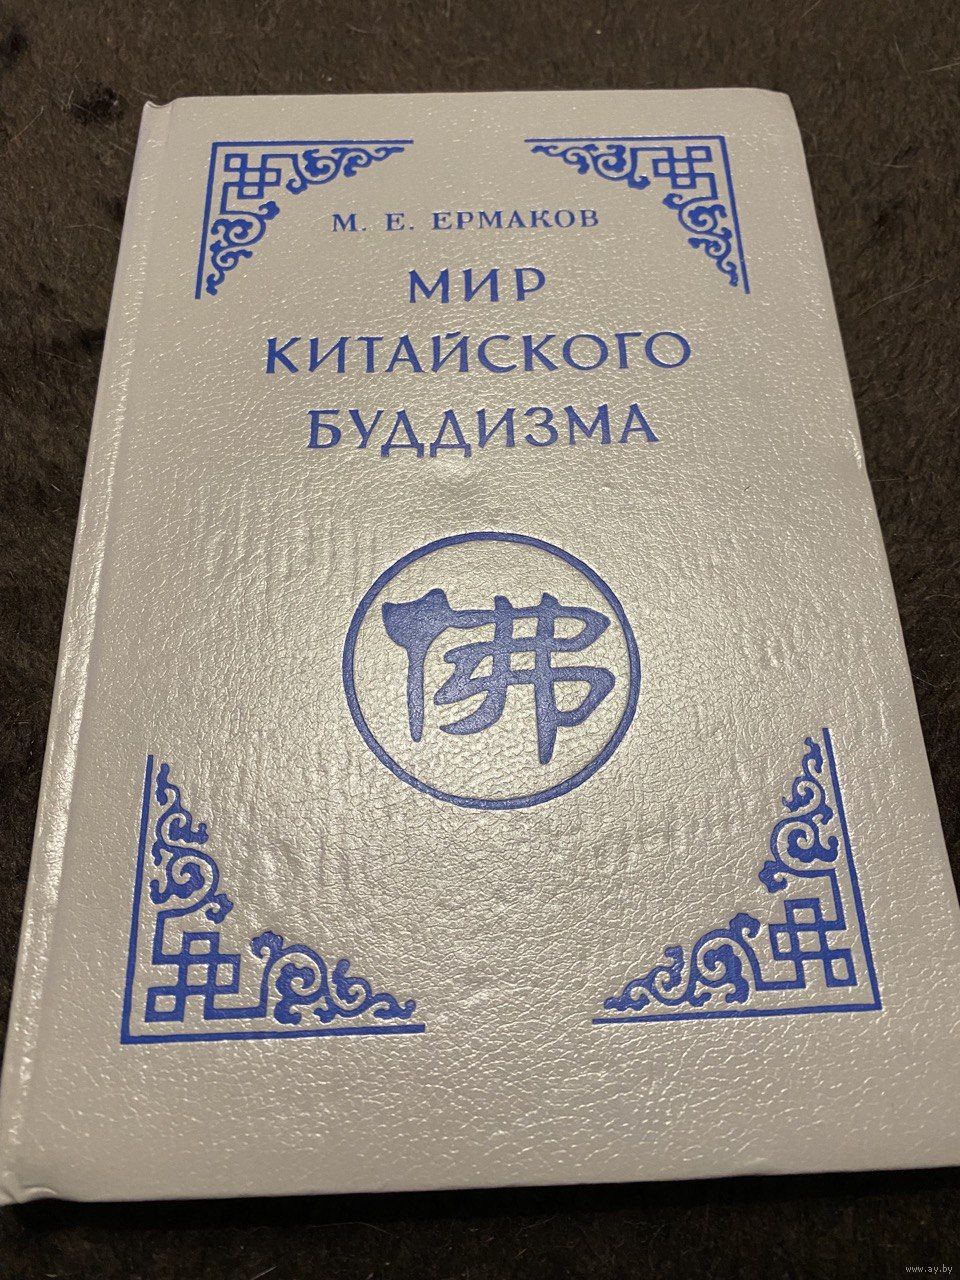 М. Е. ЕРМАКОВ
МИР
КИТАЙСКОГО
БУДДИЗМА
佛
www.ay.by